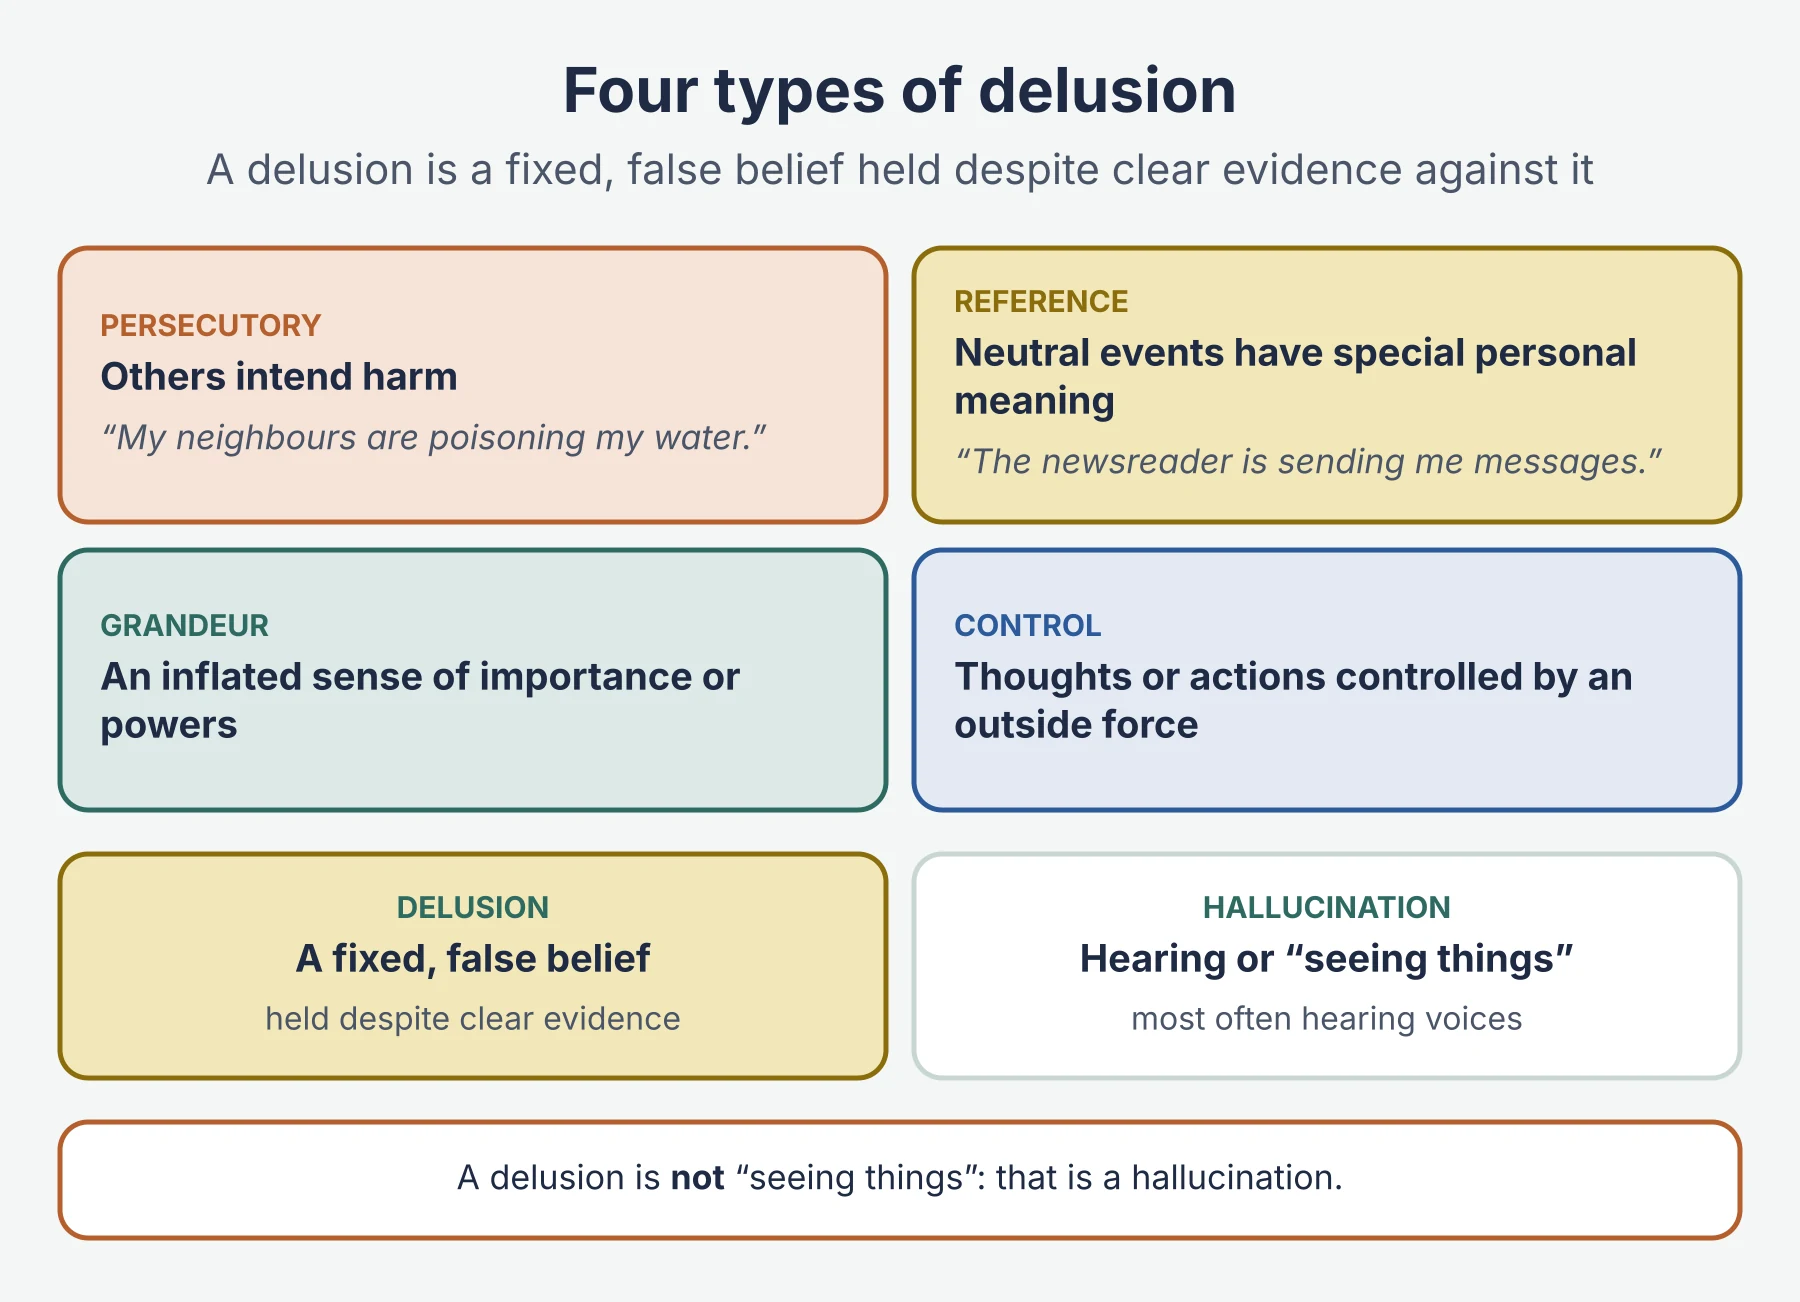 Four types of delusion
A delusion is a fixed, false belief held despite clear evidence against it
PERSECUTORY
Others intend harm
“My neighbours are poisoning my water.”
REFERENCE
Neutral events have special personal
meaning
“The newsreader is sending me messages.”
GRANDEUR
An inflated sense of importance or
powers
CONTROL
Thoughts or actions controlled by an
outside force
DELUSION
A fixed, false belief
held despite clear evidence
HALLUCINATION
Hearing or “seeing things”
most often hearing voices
A delusion is not “seeing things”: that is a hallucination.